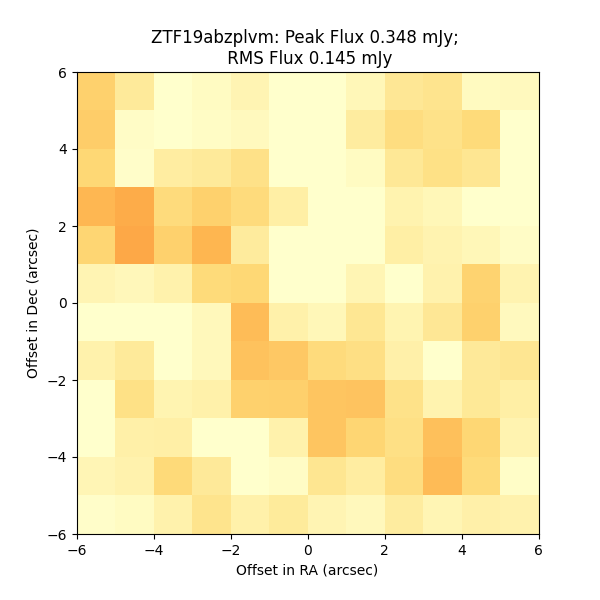 ZTF19abzplvm: Peak Flux 0.348 mJy;
RMS Flux 0.145 mJy
6
4
2
0
−2
−4
−6
Offset in Dec (arcsec)
−6 −4 −2 0 2 4 6
Offset in RA (arcsec)